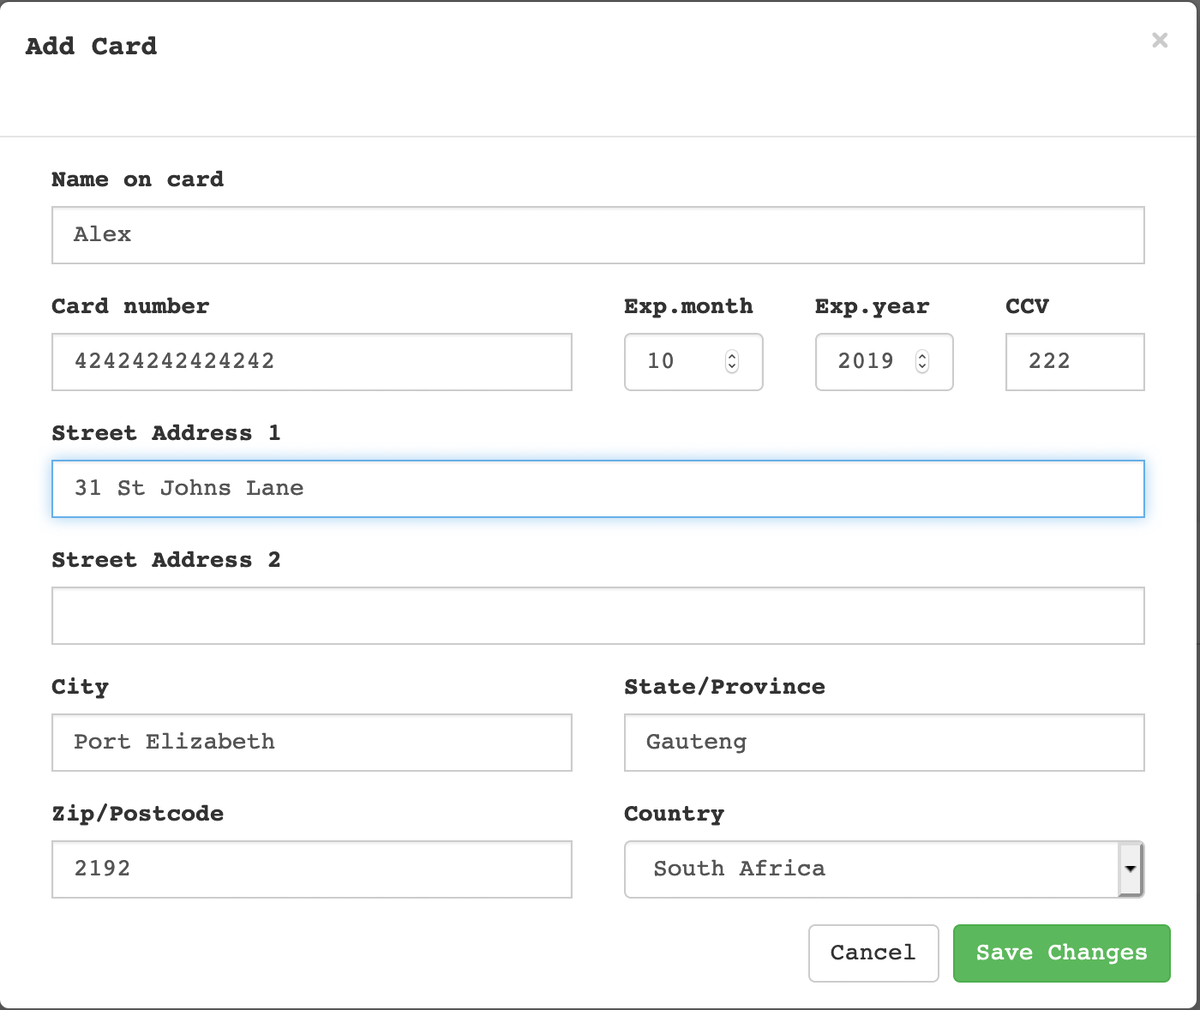 Add Card ×
Name on card
Alex
Card number Exp.month Exp.year CCV
42424242424242 10 2019 222
Street Address 1
31 St Johns Lane
Street Address 2
City State/Province
Port Elizabeth Gauteng
Zip/Postcode Country
2192 South Africa
Cancel Save Changes